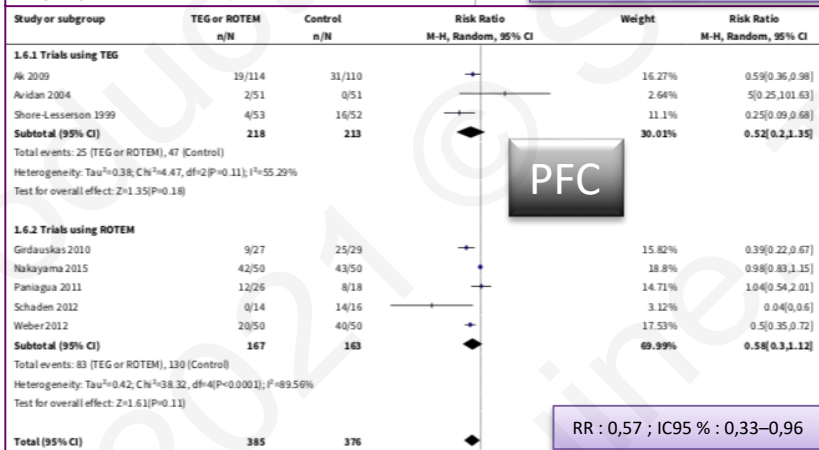 Study or subgroup TEG or ROTEM Control Risk Ratio Weight Risk Ratio
n/N n/N M-H, Random, 95% CI M-H, Random, 95% CI
1.6.1 Trials using TEG
Ak 2009 19/114 31/110 16.27% 0.59[0.36,0.98]
Avidan 2004 2/51 0/51 2.64% 5[0.25,101.63]
Shore-Lesserson 1999 4/53 16/52 11.1% 0.25[0.09,0.68]
Subtotal (95% CI) 218 213 30.01% 0.52[0.2,1.35]
Total events: 25 (TEG or ROTEM), 47 (Control)
Heterogeneity: Tau²=0.38; Chi²=4.47, df=2(P=0.11); I²=55.29%
Test for overall effect: Z=1.35(P=0.18)
PFC
1.6.2 Trials using ROTEM
Girdauskas 2010 9/27 25/29 15.82% 0.39[0.22,0.67]
Nakayama 2015 42/50 43/50 18.8% 0.98[0.83,1.15]
Paniagua 2011 12/26 8/18 14.71% 1.04[0.54,2.01]
Schaden 2012 0/14 14/16 3.12% 0.04[0,0.6]
Weber 2012 20/50 40/50 17.53% 0.5[0.35,0.72]
Subtotal (95% CI) 167 163 69.99% 0.58[0.3,1.12]
Total events: 83 (TEG or ROTEM), 130 (Control)
Heterogeneity: Tau²=0.42; Chi²=38.32, df=4(P<0.0001); I²=89.56%
Test for overall effect: Z=1.61(P=0.11)
Total (95% CI) 385 376
RR : 0,57 ; IC95 % : 0,33–0,96
2021 ©